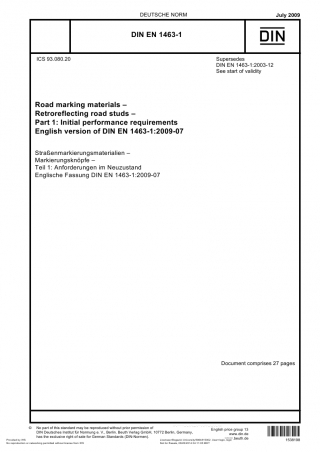 DEUTSCHE NORM
July 2009
DIN EN 1463-1
DIN
ICS 93.080.20
Supersedes
DIN EN 1463-1:2003-12
See start of validity
Road marking materials –
Retroreflecting road studs –
Part 1: Initial performance requirements
English version of DIN EN 1463-1:2009-07
Straßenmarkierungsmaterialien –
Markierungsknöpfe –
Teil 1: Anforderungen im Neuzustand
Englische Fassung DIN EN 1463-1:2009-07
Document comprises 27 pages
© No part of this standard may be reproduced without prior permission of
DIN Deutsches Institut für Normung e. V., Berlin. Beuth Verlag GmbH, 10772 Berlin, Germany,
has the exclusive right of sale for German Standards (DIN-Normen).
English price group 13
www.din.de
www.beuth.de